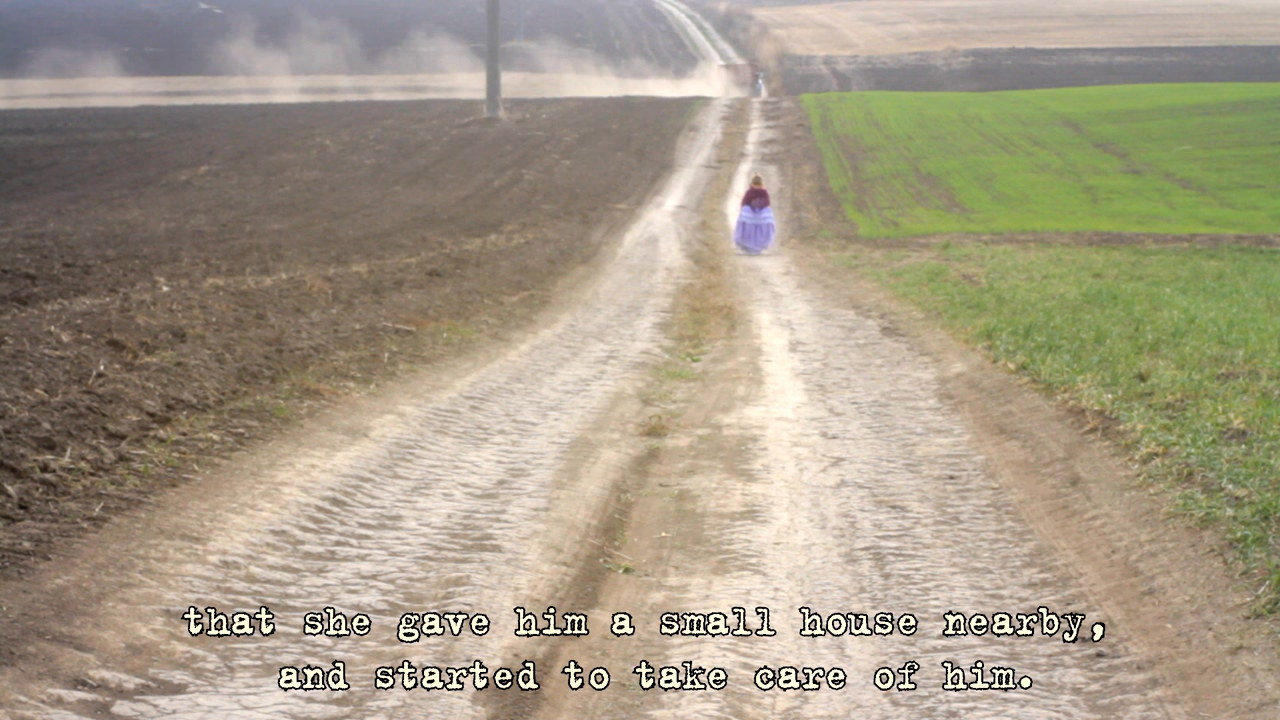 that she gave him a small house nearby,
and started to take care of him.